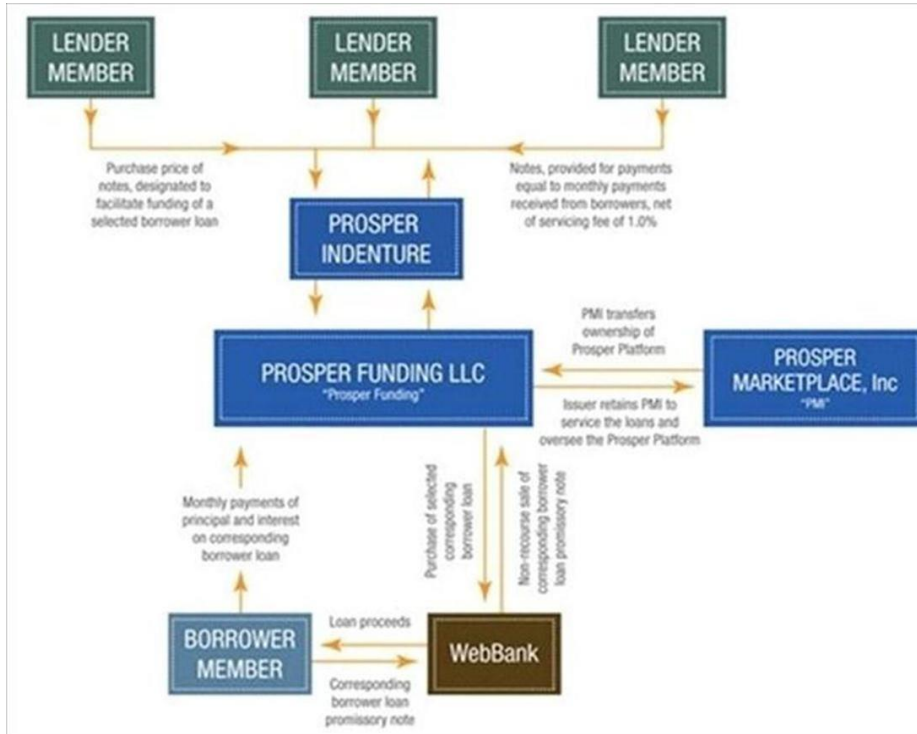 LENDER
MEMBER
LENDER
MEMBER
LENDER
MEMBER
Purchase price of
notes, designated to
facilitate funding of a
selected borrower loan
Notes, provided for payments
equal to monthly payments
received from borrowers, net
of servicing fee of 1.0%
PROSPER
INDENTURE
PROSPER FUNDING LLC
"Prosper Funding"
PMI transfers
ownership of
Prosper Platform
PROSPER
MARKETPLACE, Inc
"PMI"
Issuer retains PMI to
service the loans and
oversee the Prosper Platform
Monthly payments of
principal and interest
on corresponding
borrower loan
Purchase of selected
corresponding
borrower loan
Non-recourse sale of
corresponding borrower
loan promissory note
BORROWER
MEMBER
Loan proceeds
WebBank
Corresponding
borrower loan
promissory note